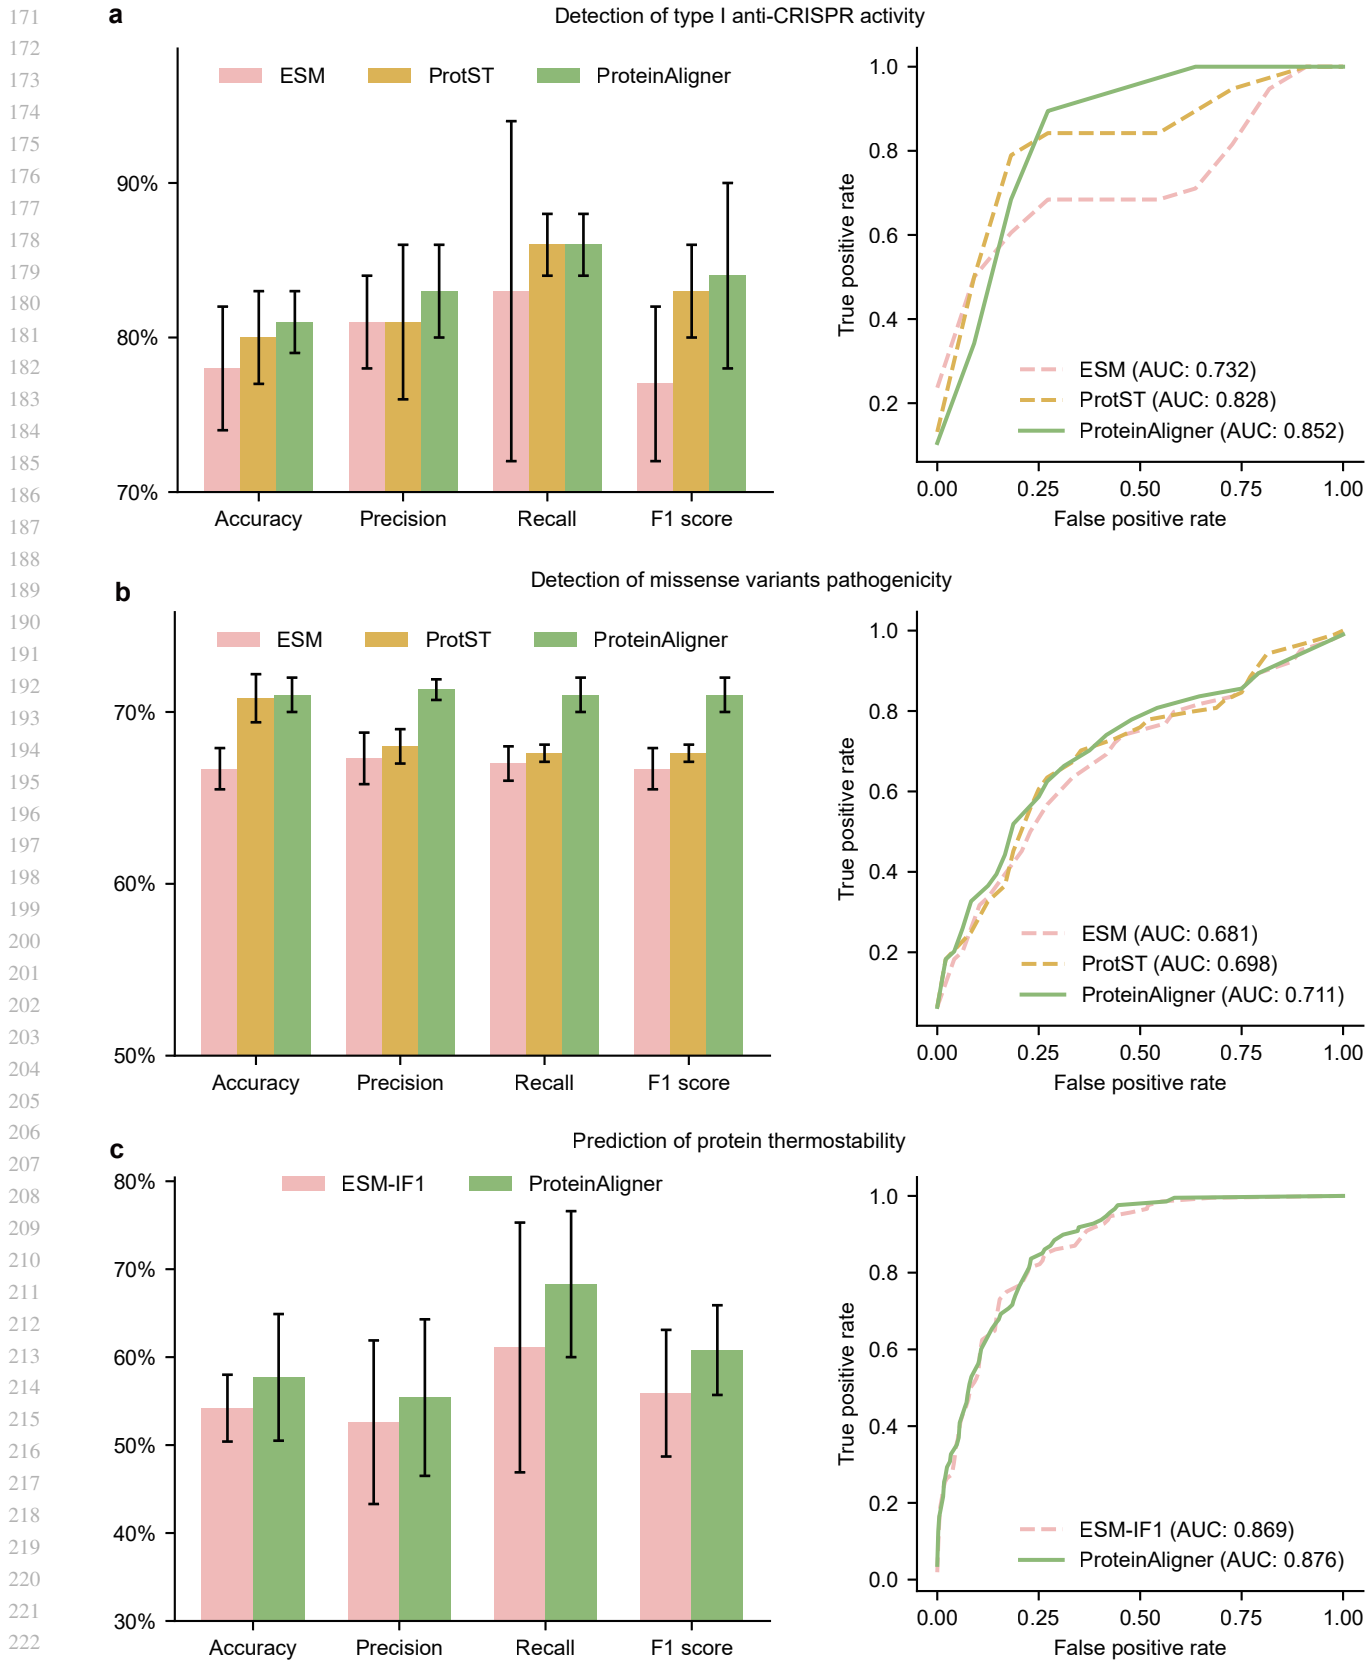 171
172
173
174
175
176
177
178
179
180
181
182
183
184
185
186
187
188
189
190
191
192
193
194
195
196
197
198
199
200
201
202
203
204
205
206
207
208
209
210
211
212
213
214
215
216
217
218
219
220
221
222
a
Detection of type I anti-CRISPR activity
ESM ProtST ProteinAligner
90%
80%
70%
Accuracy Precision Recall F1 score
True positive rate
1.0
0.8
0.6
0.4
0.2
ESM (AUC: 0.732)
ProtST (AUC: 0.828)
ProteinAligner (AUC: 0.852)
0.00 0.25 0.50 0.75 1.00
False positive rate
b
Detection of missense variants pathogenicity
ESM ProtST ProteinAligner
70%
60%
50%
Accuracy Precision Recall F1 score
True positive rate
1.0
0.8
0.6
0.4
0.2
ESM (AUC: 0.681)
ProtST (AUC: 0.698)
ProteinAligner (AUC: 0.711)
0.00 0.25 0.50 0.75 1.00
False positive rate
c
Prediction of protein thermostability
ESM-IF1 ProteinAligner
80%
70%
60%
50%
40%
30%
Accuracy Precision Recall F1 score
True positive rate
1.0
0.8
0.6
0.4
0.2
0.0
ESM-IF1 (AUC: 0.869)
ProteinAligner (AUC: 0.876)
0.00 0.25 0.50 0.75 1.00
False positive rate